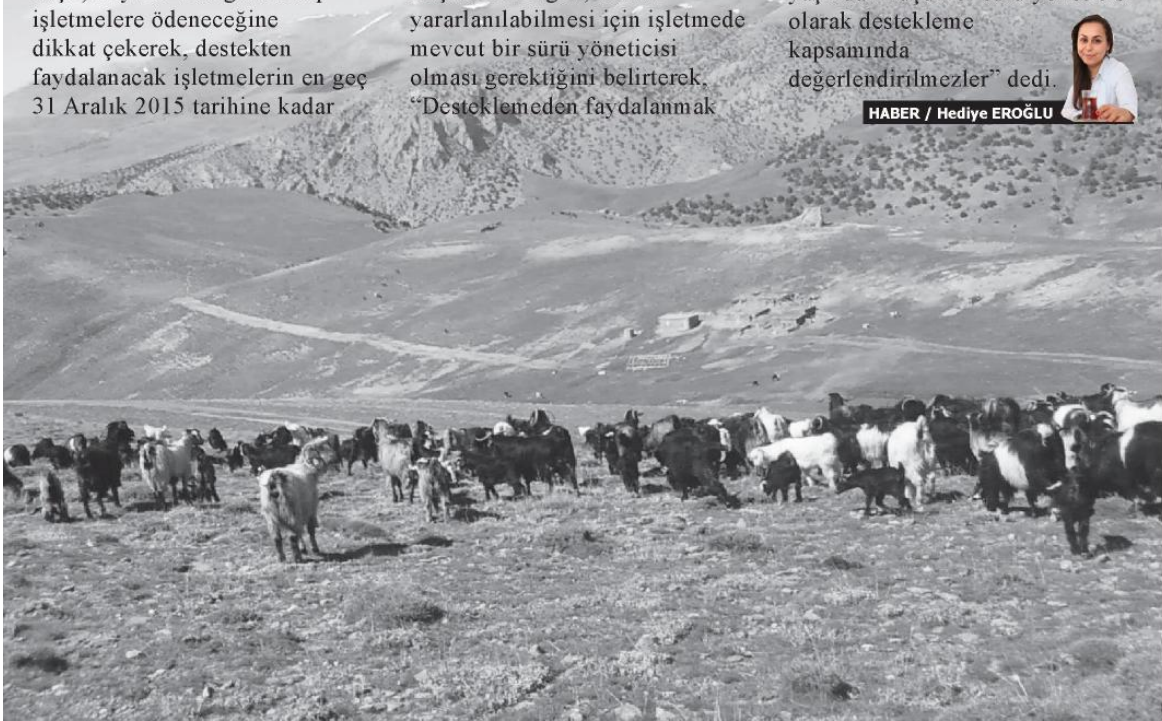 işletmelere ödeneceğine
dikkat çekerek, destekten
faydalanacak işletmelerin en geç
31 Aralık 2015 tarihine kadar
yararlanılabilmesi için işletmede
mevcut bir sürü yöneticisi
olması gerektiğini belirterek,
“Desteklemeden faydalanmak
olarak destekleme
kapsamında
değerlendirilmezler” dedi.
HABER / Hediye EROĞLU